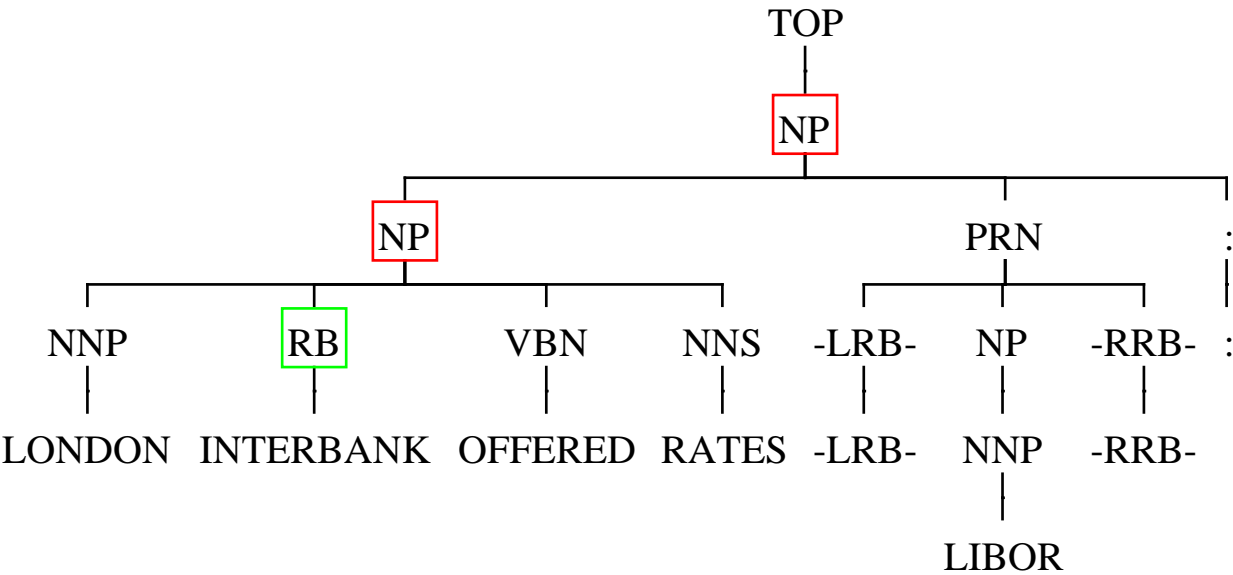 TOP
NP
NP PRN :
NNP RB VBN NNS -LRB- NP -RRB- :
LONDON INTERBANK OFFERED RATES -LRB- NNP -RRB-
LIBOR